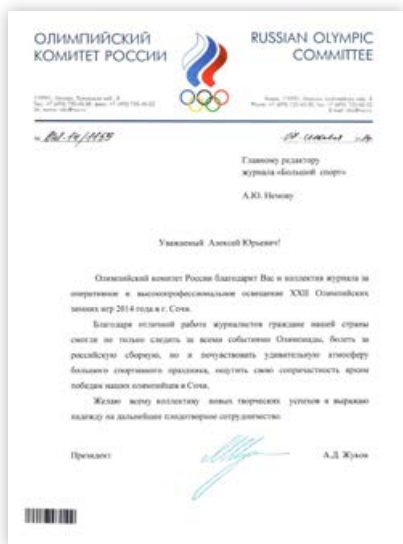 ОЛИМПИЙСКИЙ
КОМИТЕТ РОССИИ
RUSSIAN OLYMPIC
COMMITTEE
Главному редактору
журнала «Большой спорт»
А.Ю. Немову
Уважаемый Алексей Юрьевич!
Олимпийский комитет России благодарит Вас и коллектив журнала за
оперативное и высокопрофессиональное освещение XXII Олимпийских
зимних игр 2014 года в г. Сочи.
Благодаря отличной работе журналистов граждане нашей страны
смогли не только следить за всеми событиями Олимпиады, болеть за
российскую сборную, но и почувствовать удивительную атмосферу
большого спортивного праздника, ощутить свою сопричастность ярким
победам наших олимпийцев в Сочи.
Желаю всему коллективу новых творческих успехов и выражаю
надежду на дальнейшее плодотворное сотрудничество.
Президент
А.Д. Жуков